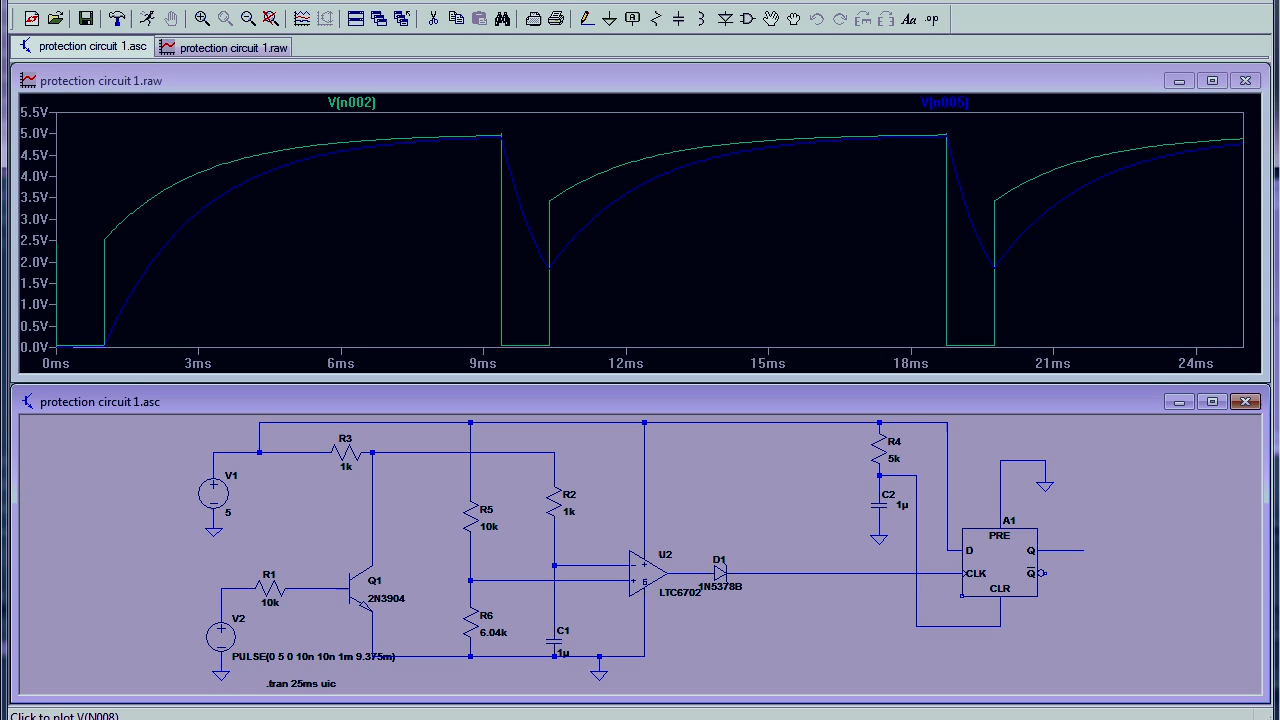 Aa .op
protection circuit 1.asc protection circuit 1.raw
protection circuit 1.raw
V(n002) V(n005)
5.5V
5.0V
4.5V
4.0V
3.5V
3.0V
2.5V
2.0V
1.5V
1.0V
0.5V
0.0V
0ms 3ms 6ms 9ms 12ms 15ms 18ms 21ms 24ms
protection circuit 1.asc
R3
1k
R4
5k
V1
5
C2
1µ
R2
1k
R5
10k
A1
PRE
D Q
CLK Q
CLR
U2
LTC6702
D1
1N5378B
R1
10k
Q1
2N3904
R6
6.04k
V2
C1
1µ
PULSE(0 5 0 10n 10n 1m 9.375m)
.tran 25ms uic
Click to plot V(N008)